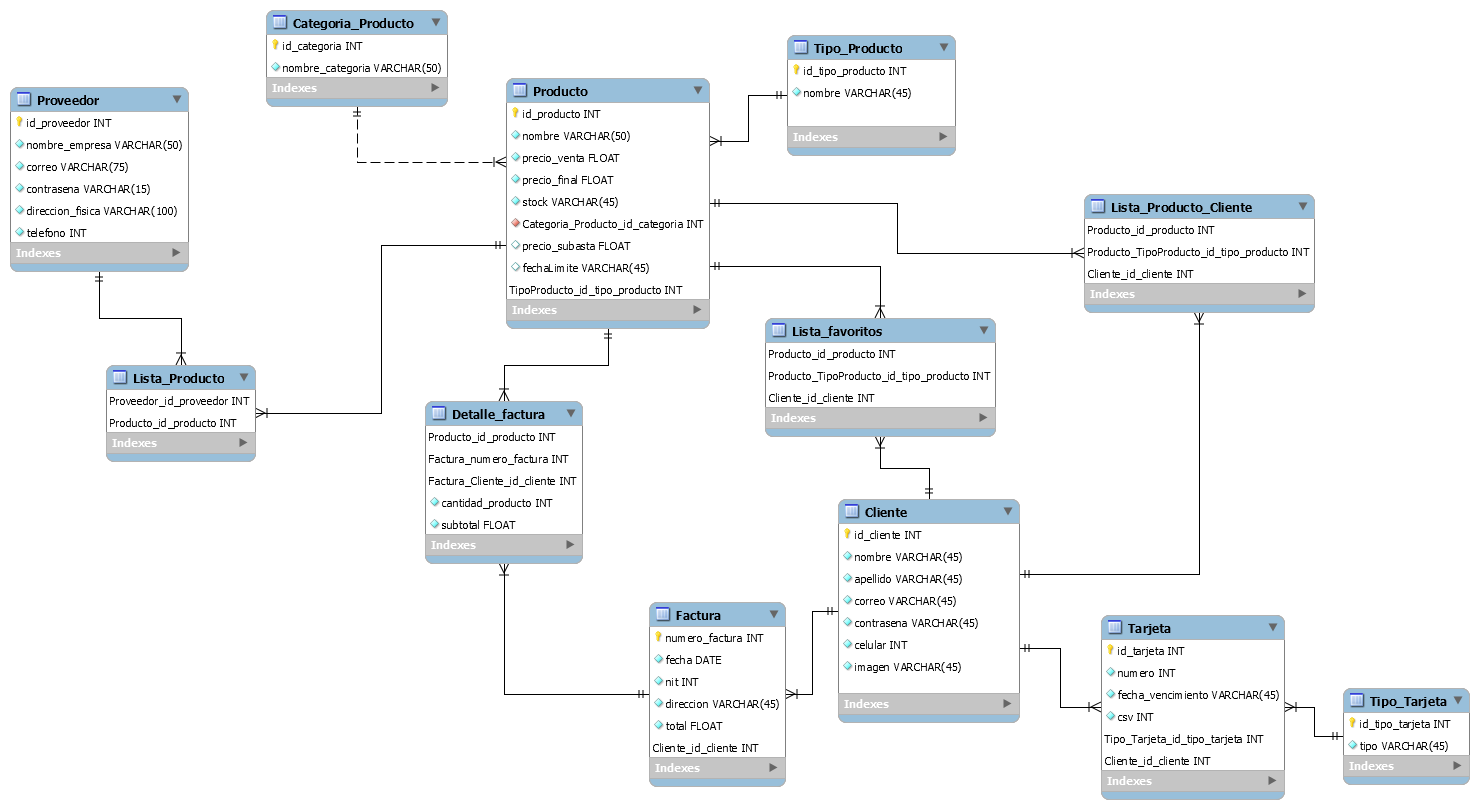 Categoria_Producto
id_categoria INT
nombre_categoria VARCHAR(50)
Indexes
Proveedor
id_proveedor INT
nombre_empresa VARCHAR(50)
correo VARCHAR(75)
contrasena VARCHAR(15)
direccion_fisica VARCHAR(100)
telefono INT
Indexes
Producto
id_producto INT
nombre VARCHAR(50)
precio_venta FLOAT
precio_final FLOAT
stock VARCHAR(45)
Categoria_Producto_id_categoria INT
precio_subasta FLOAT
fechaLimite VARCHAR(45)
TipoProducto_id_tipo_producto INT
Indexes
Tipo_Producto
id_tipo_producto INT
nombre VARCHAR(45)
Indexes
Lista_Producto_Cliente
Producto_id_producto INT
Producto_TipoProducto_id_tipo_producto INT
Cliente_id_cliente INT
Indexes
Lista_Producto
Proveedor_id_proveedor INT
Producto_id_producto INT
Indexes
Detalle_factura
Producto_id_producto INT
Factura_numero_factura INT
Factura_Cliente_id_cliente INT
cantidad_producto INT
subtotal FLOAT
Indexes
Lista_favoritos
Producto_id_producto INT
Producto_TipoProducto_id_tipo_producto INT
Cliente_id_cliente INT
Indexes
Cliente
id_cliente INT
nombre VARCHAR(45)
apellido VARCHAR(45)
correo VARCHAR(45)
contrasena VARCHAR(45)
celular INT
imagen VARCHAR(45)
Indexes
Factura
numero_factura INT
fecha DATE
nit INT
direccion VARCHAR(45)
total FLOAT
Cliente_id_cliente INT
Indexes
Tarjeta
id_tarjeta INT
numero INT
fecha_vencimiento VARCHAR(45)
csv INT
Tipo_Tarjeta_id_tipo_tarjeta INT
Cliente_id_cliente INT
Indexes
Tipo_Tarjeta
id_tipo_tarjeta INT
tipo VARCHAR(45)
Indexes